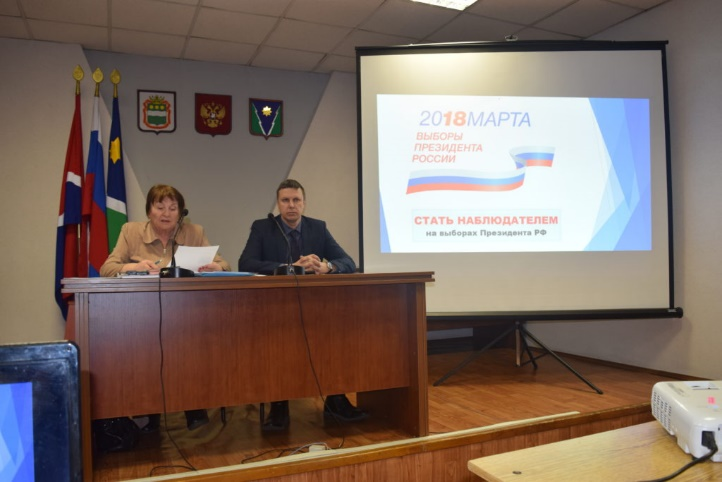 2018МАРТА
ВЫБОРЫ
ПРЕЗИДЕНТА
РОССИИ
СТАТЬ НАБЛЮДАТЕЛЕМ
на выборах Президента РФ